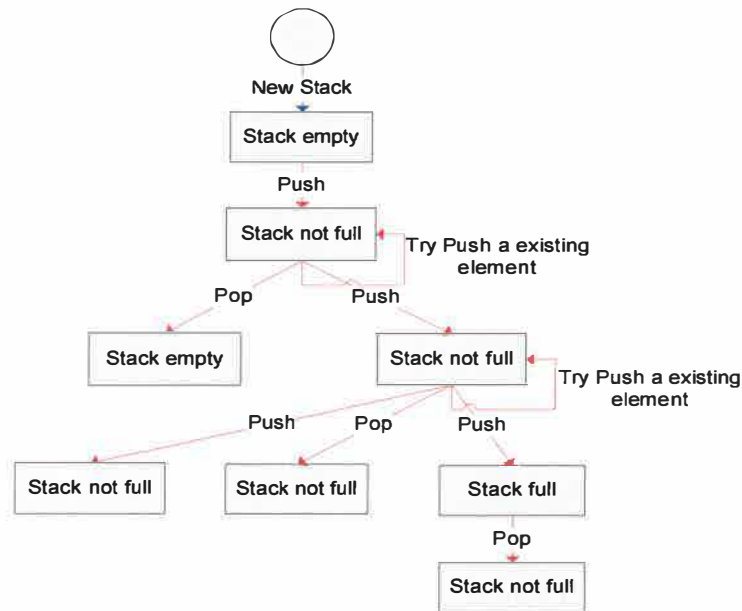 New Stack
Stack empty
Push
Stack not full
Try Push a existing
element
Pop
Push
Stack empty
Stack not full
Try Push a existing
element
Push
Pop
Push
Stack not full
Stack not full
Stack full
Pop
Stack not full